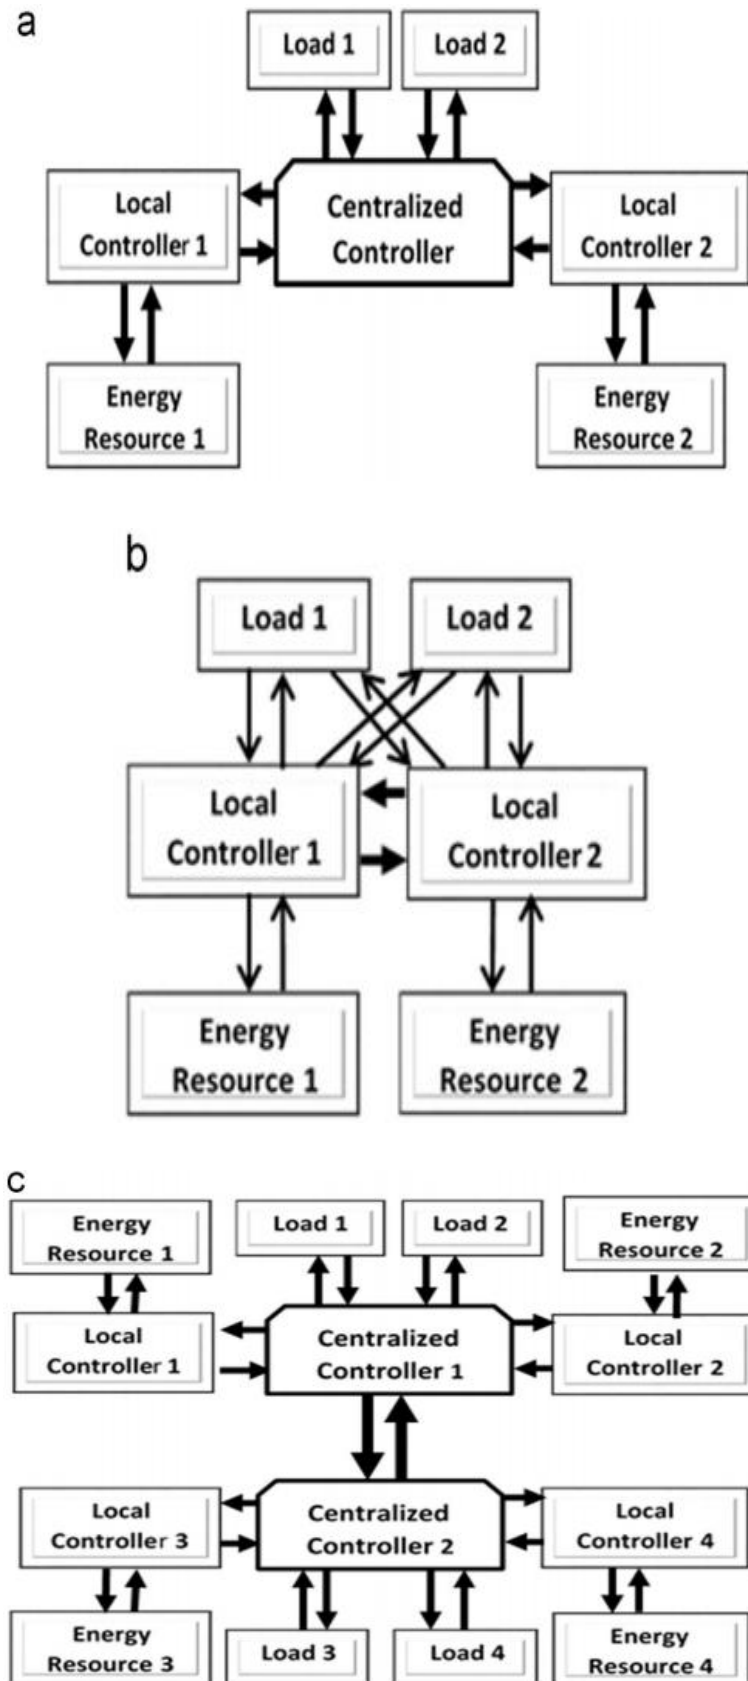 a
Load 1
Load 2
Local
Controller 1
Centralized
Controller
Local
Controller 2
Energy
Resource 1
Energy
Resource 2
b
Load 1
Load 2
Local
Controller 1
Local
Controller 2
Energy
Resource 1
Energy
Resource 2
c
Energy
Resource 1
Load 1
Load 2
Energy
Resource 2
Local
Controller 1
Centralized
Controller 1
Local
Controller 2
Local
Controller 3
Centralized
Controller 2
Local
Controller 4
Energy
Resource 3
Load 3
Load 4
Energy
Resource 4